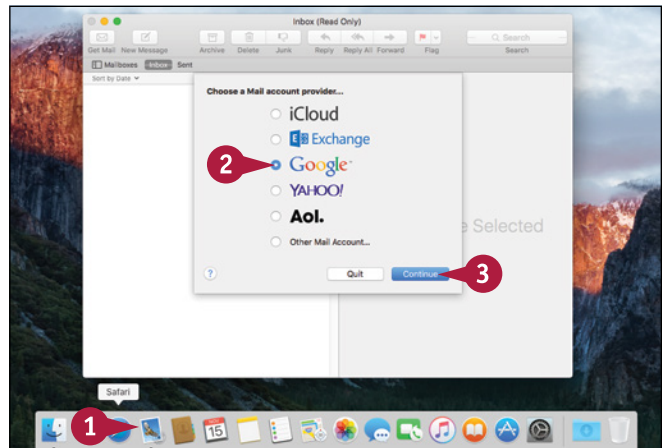 Inbox (Read Only)
Get Mail New Message Archive Delete Junk Reply Reply All Forward Flag Search
Q Search
Mailboxes Inbox Sent
Sort by Date
Choose a Mail account provider...
iCloud
E Exchange
2
Google
YAHOO!
Aol.
e Selected
Other Mail Account...
? Quit Continue 3
Safari
1
15